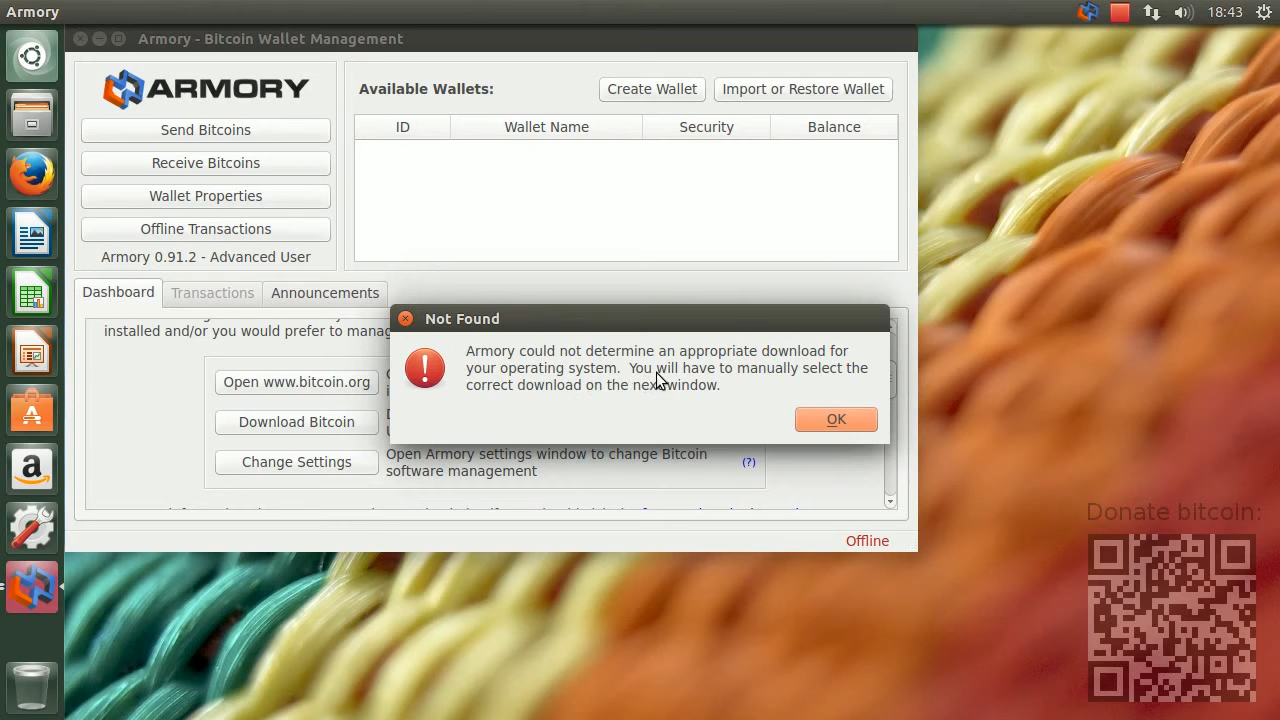 Armory
18:43
Armory - Bitcoin Wallet Management
ARMORY
Send Bitcoins
Receive Bitcoins
Wallet Properties
Offline Transactions
Armory 0.91.2 - Advanced User
Available Wallets:
Create Wallet
Import or Restore Wallet
ID
Wallet Name
Security
Balance
Dashboard
Transactions
Announcements
installed and/or you would prefer to
Open www.bitcoin.org
Download Bitcoin
Change Settings
Open Armory settings window to change Bitcoin
software management
(?)
Not Found
Armory could not determine an appropriate download for
your operating system. You will have to manually select the
correct download on the next window.
OK
Offline
Donate bitcoin: